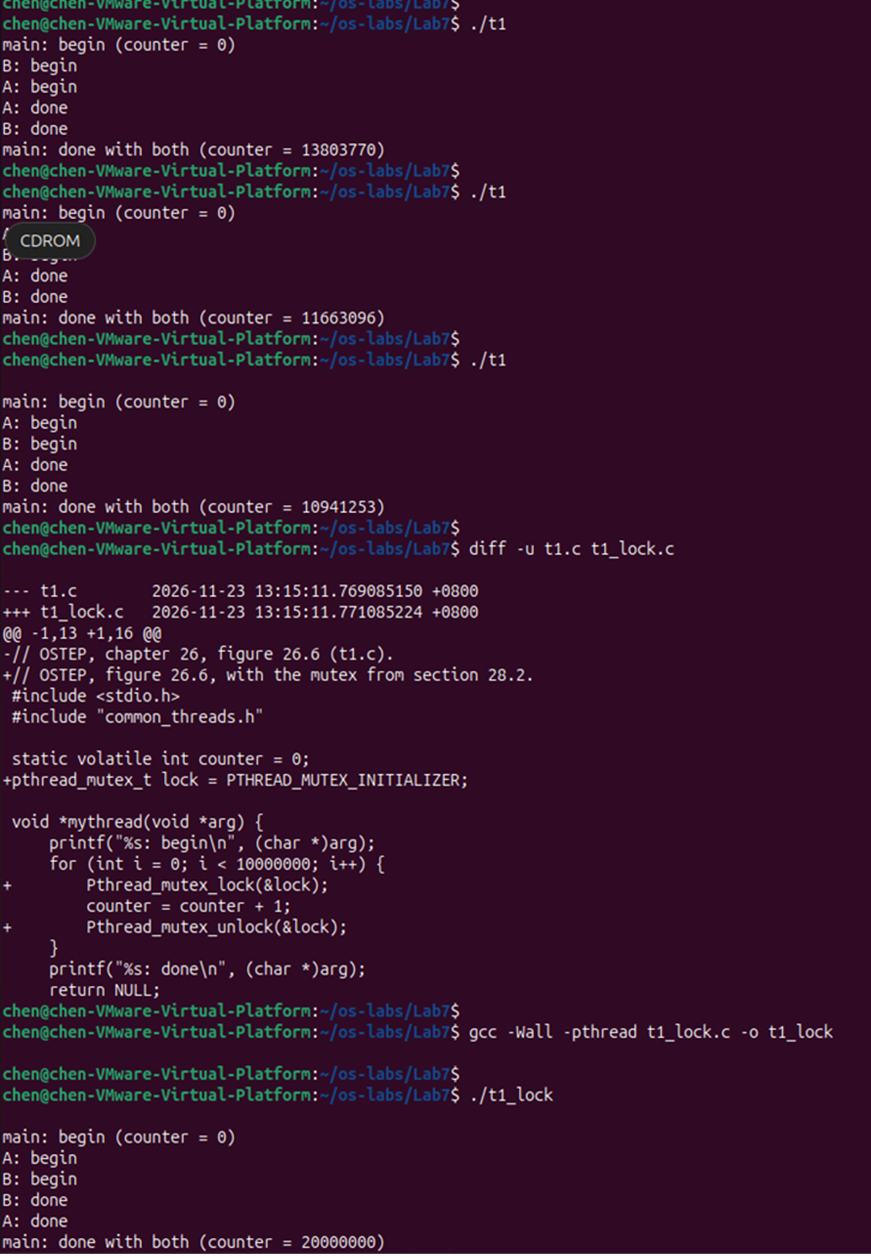 chen@chen-VMware-Virtual-Platform:~/os-labs/Lab7$
chen@chen-VMware-Virtual-Platform:~/os-labs/Lab7$ ./t1
main: begin (counter = 0)
B: begin
A: begin
A: done
B: done
main: done with both (counter = 13803770)
chen@chen-VMware-Virtual-Platform:~/os-labs/Lab7$
chen@chen-VMware-Virtual-Platform:~/os-labs/Lab7$ ./t1
main: begin (counter = 0)
CDROM
B: begin
A: done
B: done
main: done with both (counter = 11663096)
chen@chen-VMware-Virtual-Platform:~/os-labs/Lab7$
chen@chen-VMware-Virtual-Platform:~/os-labs/Lab7$ ./t1
main: begin (counter = 0)
A: begin
B: begin
A: done
B: done
main: done with both (counter = 10941253)
chen@chen-VMware-Virtual-Platform:~/os-labs/Lab7$
chen@chen-VMware-Virtual-Platform:~/os-labs/Lab7$ diff -u t1.c t1_lock.c
--- t1.c        2026-11-23 13:15:11.769085150 +0800
+++ t1_lock.c   2026-11-23 13:15:11.771085224 +0800
@@ -1,13 +1,16 @@
-// OSTEP, chapter 26, figure 26.6 (t1.c).
+// OSTEP, figure 26.6, with the mutex from section 28.2.
 #include <stdio.h>
 #include "common_threads.h"
 static volatile int counter = 0;
+pthread_mutex_t lock = PTHREAD_MUTEX_INITIALIZER;
 void *mythread(void *arg) {
     printf("%s: begin\n", (char *)arg);
     for (int i = 0; i < 10000000; i++) {
+        Pthread_mutex_lock(&lock);
         counter = counter + 1;
+        Pthread_mutex_unlock(&lock);
     }
     printf("%s: done\n", (char *)arg);
     return NULL;
chen@chen-VMware-Virtual-Platform:~/os-labs/Lab7$
chen@chen-VMware-Virtual-Platform:~/os-labs/Lab7$ gcc -Wall -pthread t1_lock.c -o t1_lock
chen@chen-VMware-Virtual-Platform:~/os-labs/Lab7$
chen@chen-VMware-Virtual-Platform:~/os-labs/Lab7$ ./t1_lock
main: begin (counter = 0)
A: begin
B: begin
B: done
A: done
main: done with both (counter = 20000000)